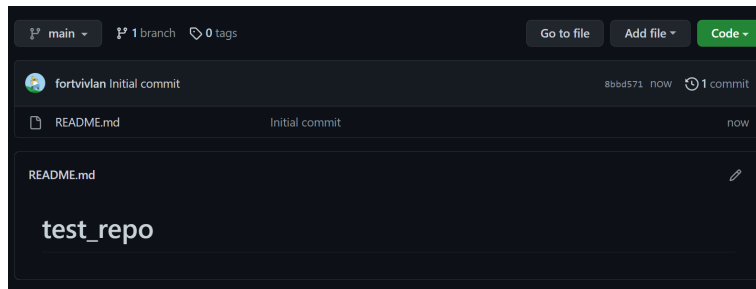 main 1 branch 0 tags Go to file Add file Code
fortvivlan Initial commit 8bbd571 now 1 commit
README.md Initial commit now
README.md
test_repo